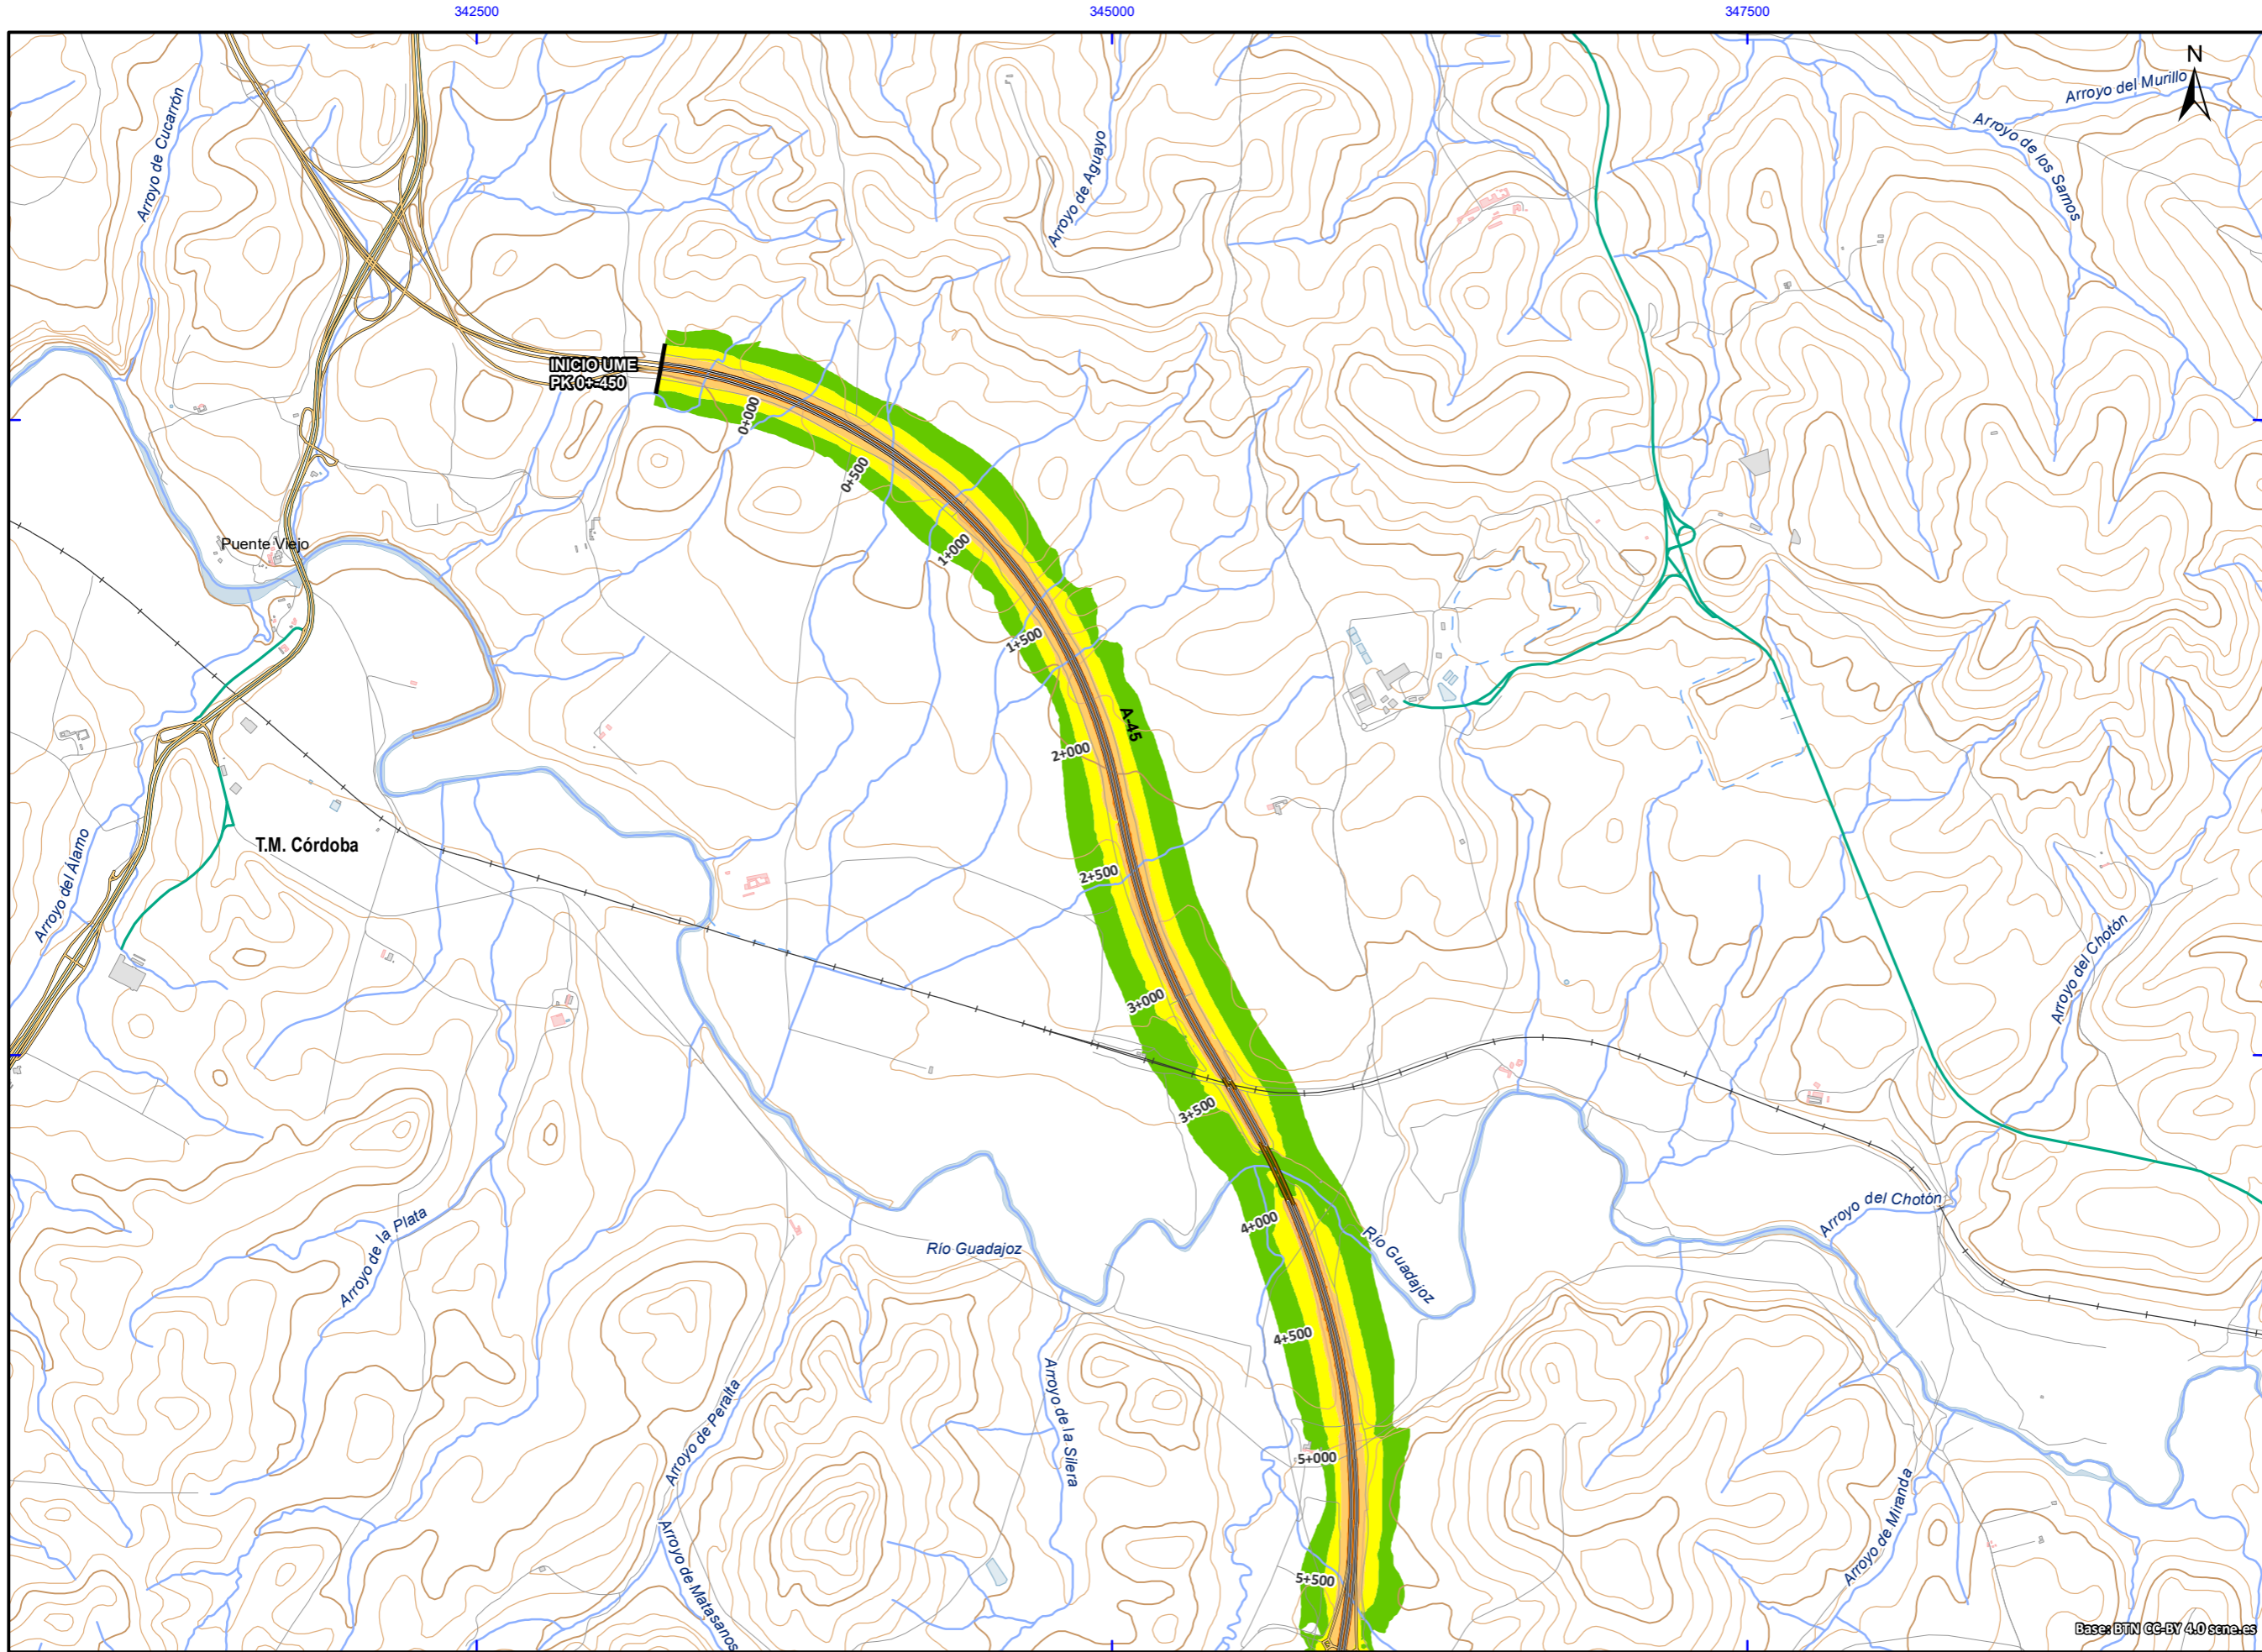 342500
345000
347500
N
Arroyo del Murillo
Arroyo de los Sarnos
Arroyo de Cucarrón
Arroyo de Aguayo
INICIO UME
PK 0+-450
0+000
0+500
1+000
Puente Viejo
1+500
A-45
2+000
T.M. Córdoba
2+500
Arroyo del Álamo
Arroyo del Chotón
3+000
3+500
Arroyo del Chotón
4+000
Arroyo de la Plata
Río Guadajoz
Río Guadajoz
4+500
Arroyo de la Silera
Arroyo de Peralta
5+000
Arroyo de Miranda
Arroyo de Matasanos
5+500
Base: BTN CC-BY 4.0 scne.es